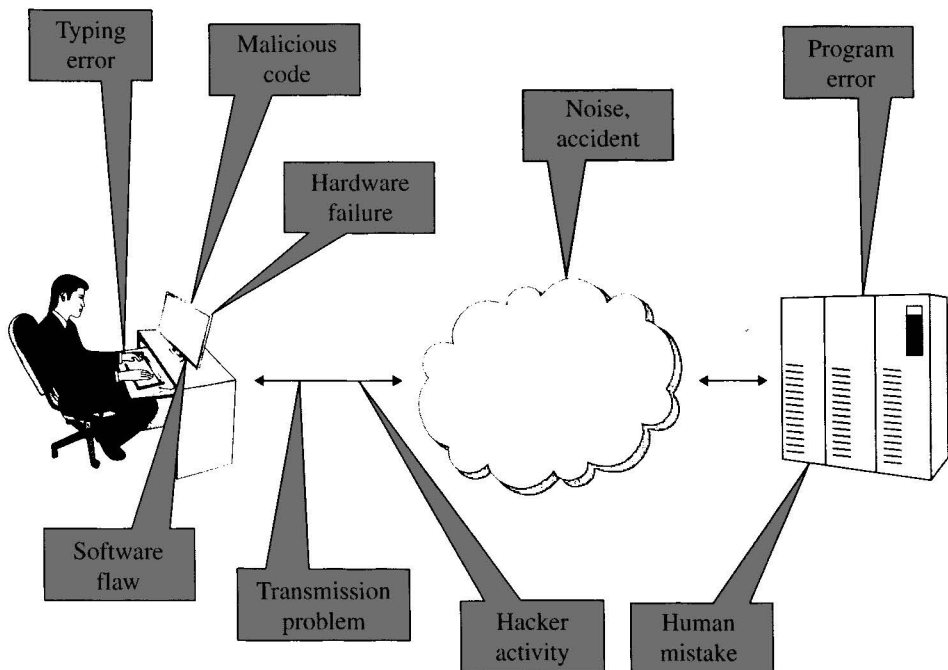 Typing
error
Malicious
code
Program
error
Noise,
accident
Hardware
failure
Software
flaw
Transmission
problem
Hacker
activity
Human
mistake